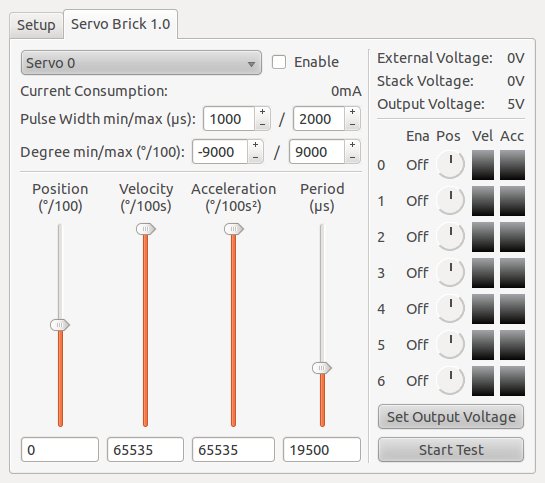 Setup
Servo Brick 1.0
Servo 0
Enable
Current Consumption: 0mA
Pulse Width min/max (µs): 1000 / 2000
Degree min/max (°/100): -9000 / 9000
Position Velocity Acceleration Period
(°/100) (°/100s) (°/100s²) (µs)
0 65535 65535 19500
External Voltage: 0V
Stack Voltage: 0V
Output Voltage: 5V
Ena Pos Vel Acc
0 Off
1 Off
2 Off
3 Off
4 Off
5 Off
6 Off
Set Output Voltage
Start Test